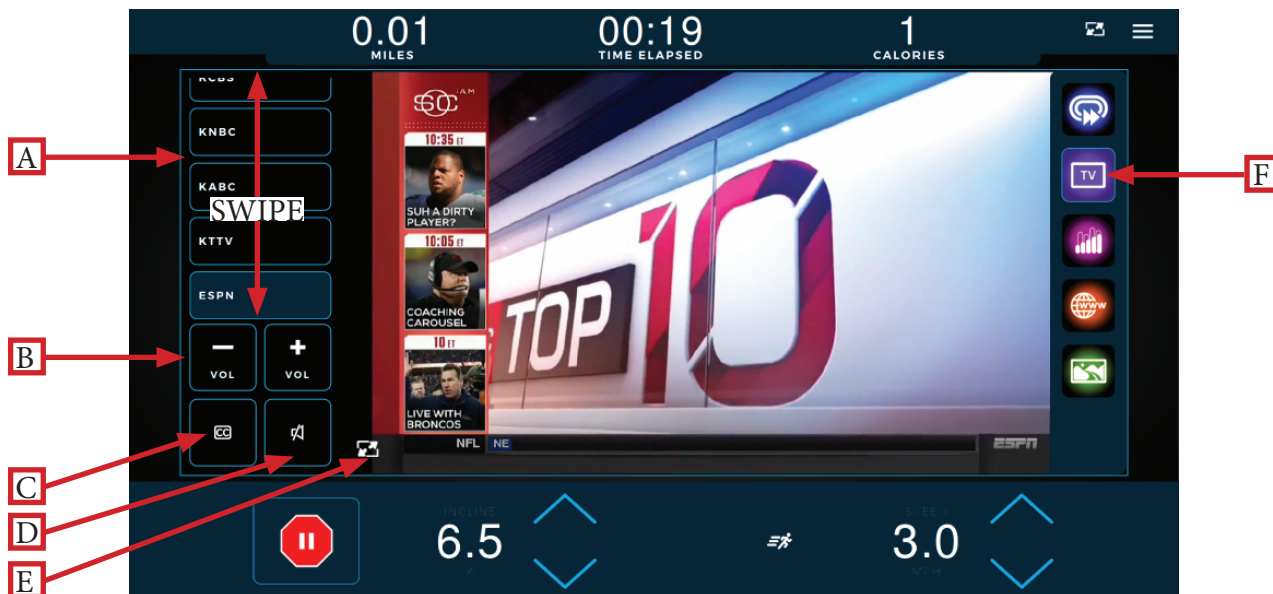 0.01
MILES
00:19
TIME ELAPSED
1
CALORIES
KCBS
KNBC
KABC
SWIPE
KTTV
ESPN
VOL
VOL
CC
10:35 ET
SUH A DIRTY
PLAYER?
10:05 ET
COACHING
CAROUSEL
10 ET
LIVE WITH
BRONCOS
TOP 10
NFL NE
ESPN
TV
WWW
INCLINE
6.5
%
SPEED
3.0
MPH
A
B
C
D
E
F